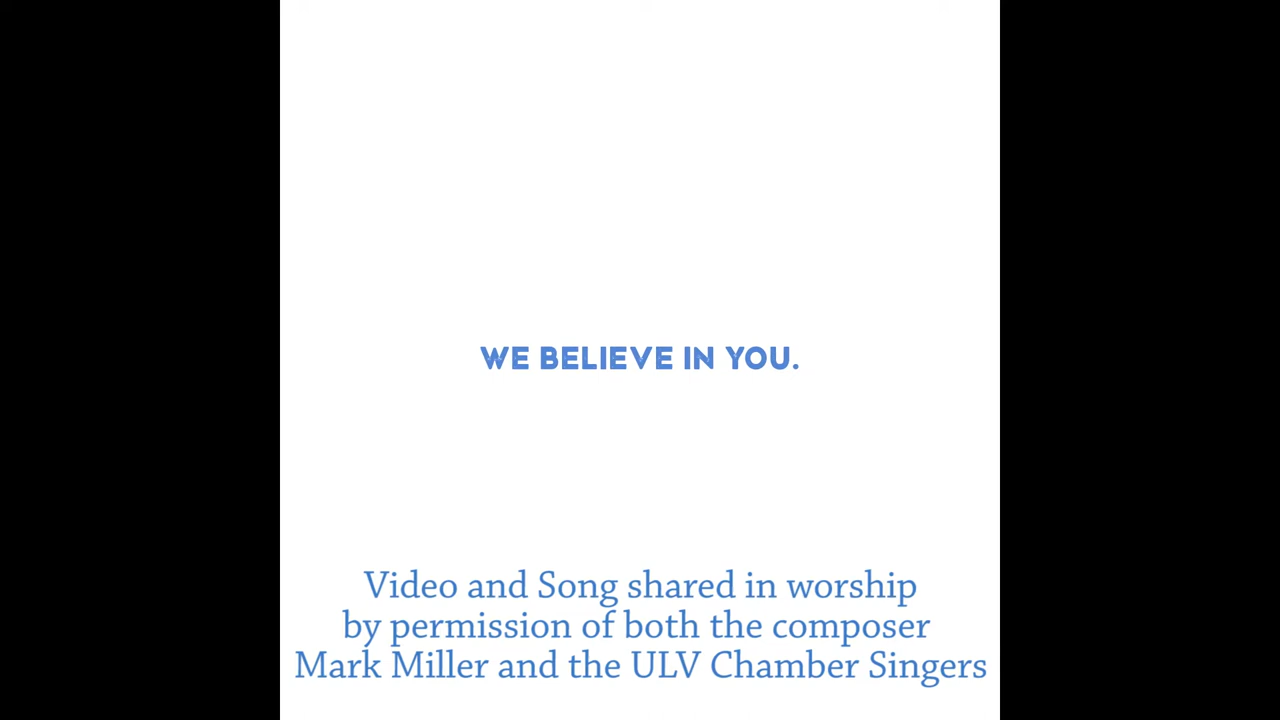 WE BELIEVE IN YOU.
Video and Song shared in worship
by permission of both the composer
Mark Miller and the ULV Chamber Singers